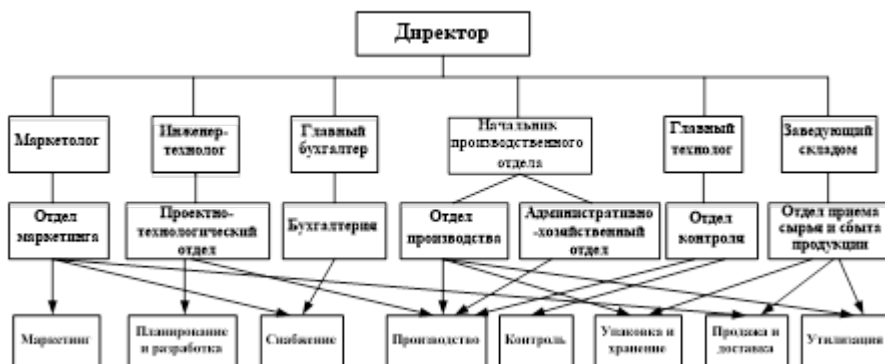 Директор
Маркетолог
Инженер-
технолог
Главный
бухгалтер
Начальник
производственного
отдела
Главный
технолог
Заведующий
складом
Отдел
маркетинга
Проектно-
технологический
отдел
Бухгалтерия
Отдел
производства
Административно
-хозяйственный
отдел
Отдел
контроля
Отдел приема
сырья и сбыта
продукции
Маркетинг
Планирование
и разработка
Снабжение
Производство
Контроль
Упаковка и
хранение
Продажа и
доставка
Утилизация